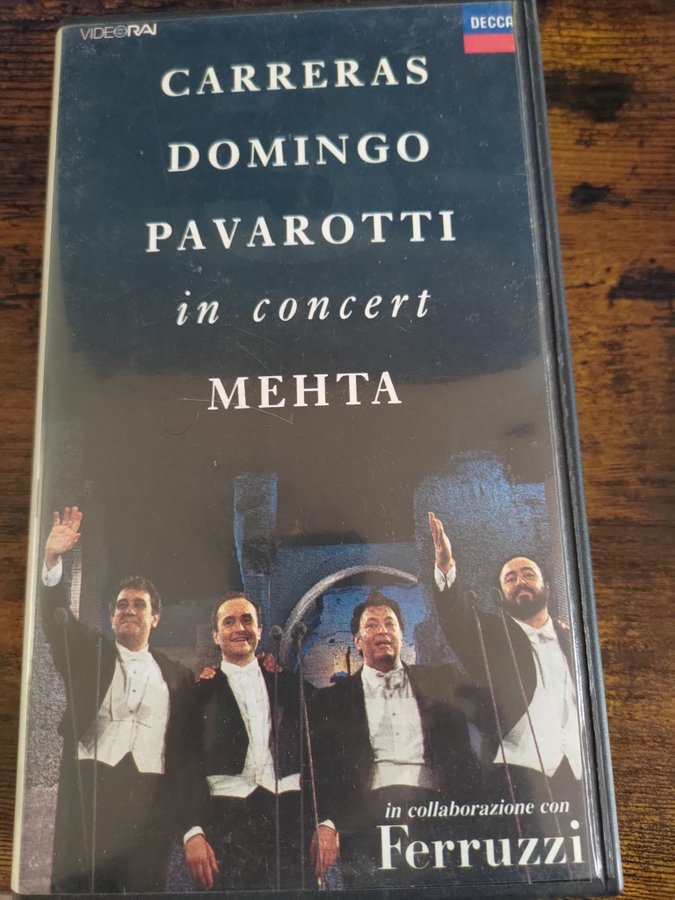 VIDEORAI
DECCA
CARRERAS
DOMINGO
PAVAROTTI
in concert
MEHTA
in collaborazione con
Ferruzzi